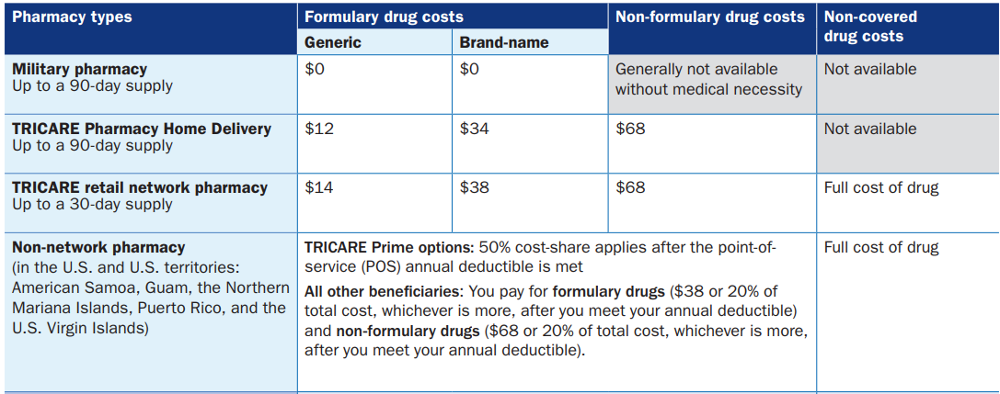 Pharmacy types
Formulary drug costs
Non-formulary drug costs
Non-covered
drug costs
Generic
Brand-name
Military pharmacy
Up to a 90-day supply
$0
$0
Generally not available
without medical necessity
Not available
TRICARE Pharmacy Home Delivery
Up to a 90-day supply
$12
$34
$68
Not available
TRICARE retail network pharmacy
Up to a 30-day supply
$14
$38
$68
Full cost of drug
Non-network pharmacy
(in the U.S. and U.S. territories:
American Samoa, Guam, the Northern
Mariana Islands, Puerto Rico, and the
U.S. Virgin Islands)
TRICARE Prime options: 50% cost-share applies after the point-of-
service (POS) annual deductible is met
All other beneficiaries: You pay for formulary drugs ($38 or 20% of
total cost, whichever is more, after you meet your annual deductible)
and non-formulary drugs ($68 or 20% of total cost, whichever is more,
after you meet your annual deductible).
Full cost of drug